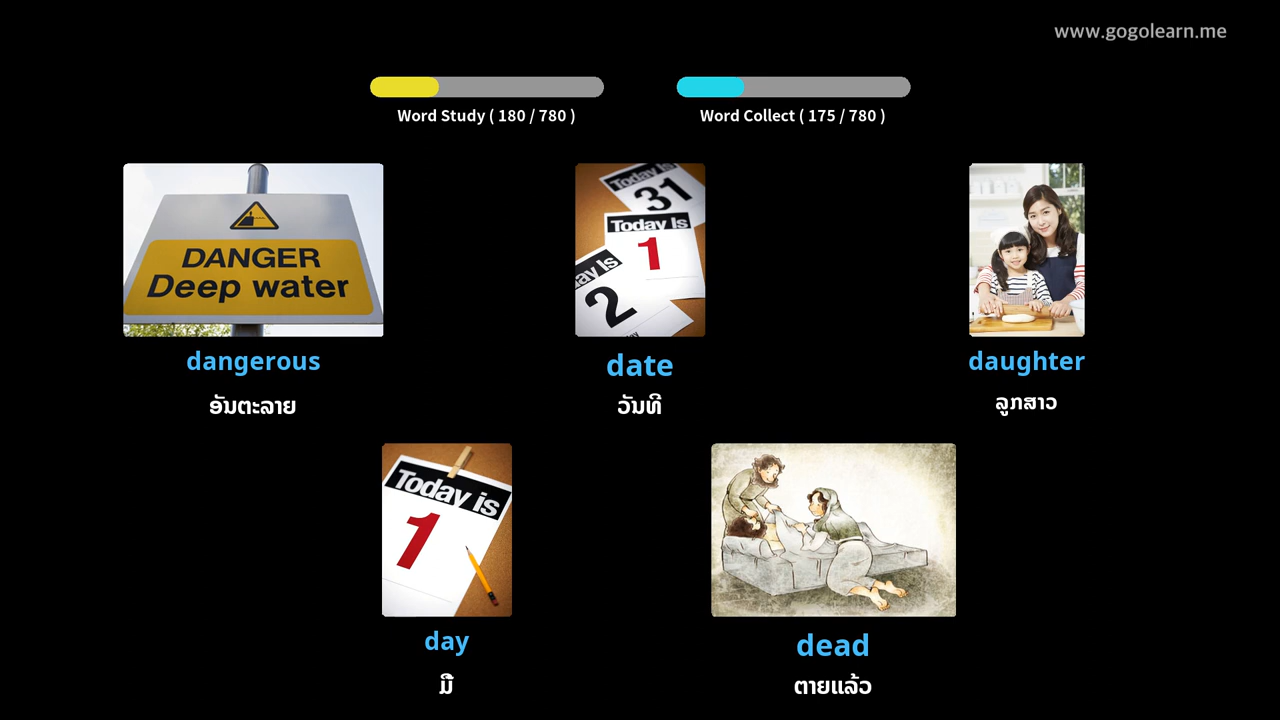 www.gogolearn.me
Word Study ( 180 / 780 )
Word Collect ( 175 / 780 )
DANGER
Deep water
Today is
31
Today is
1
day Is
2
dangerous
ອັນຕະລາຍ
date
ວັນທີ
daughter
ລູກສາວ
Today is
1
day
ມື
dead
ຕາຍແລ້ວ